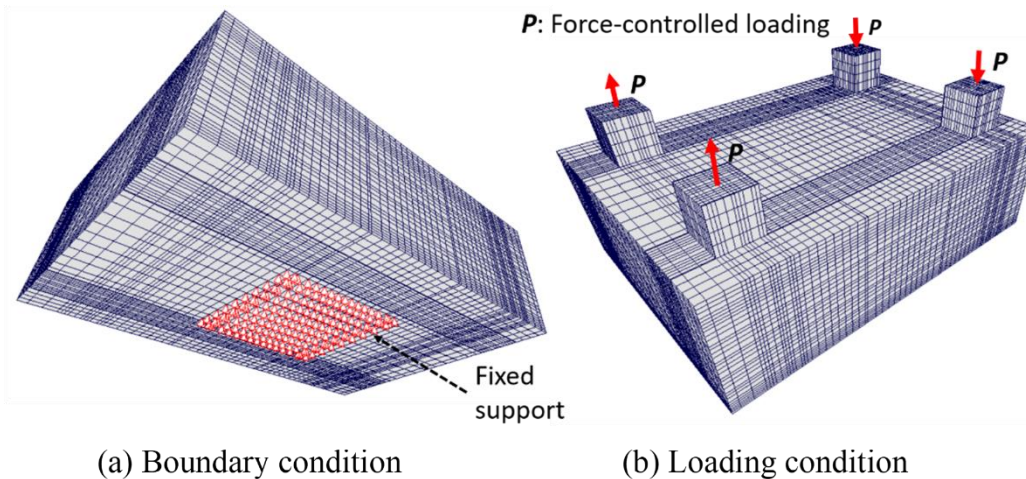 P: Force-controlled loading
P
P
P
P
Fixed
support
(a) Boundary condition
(b) Loading condition